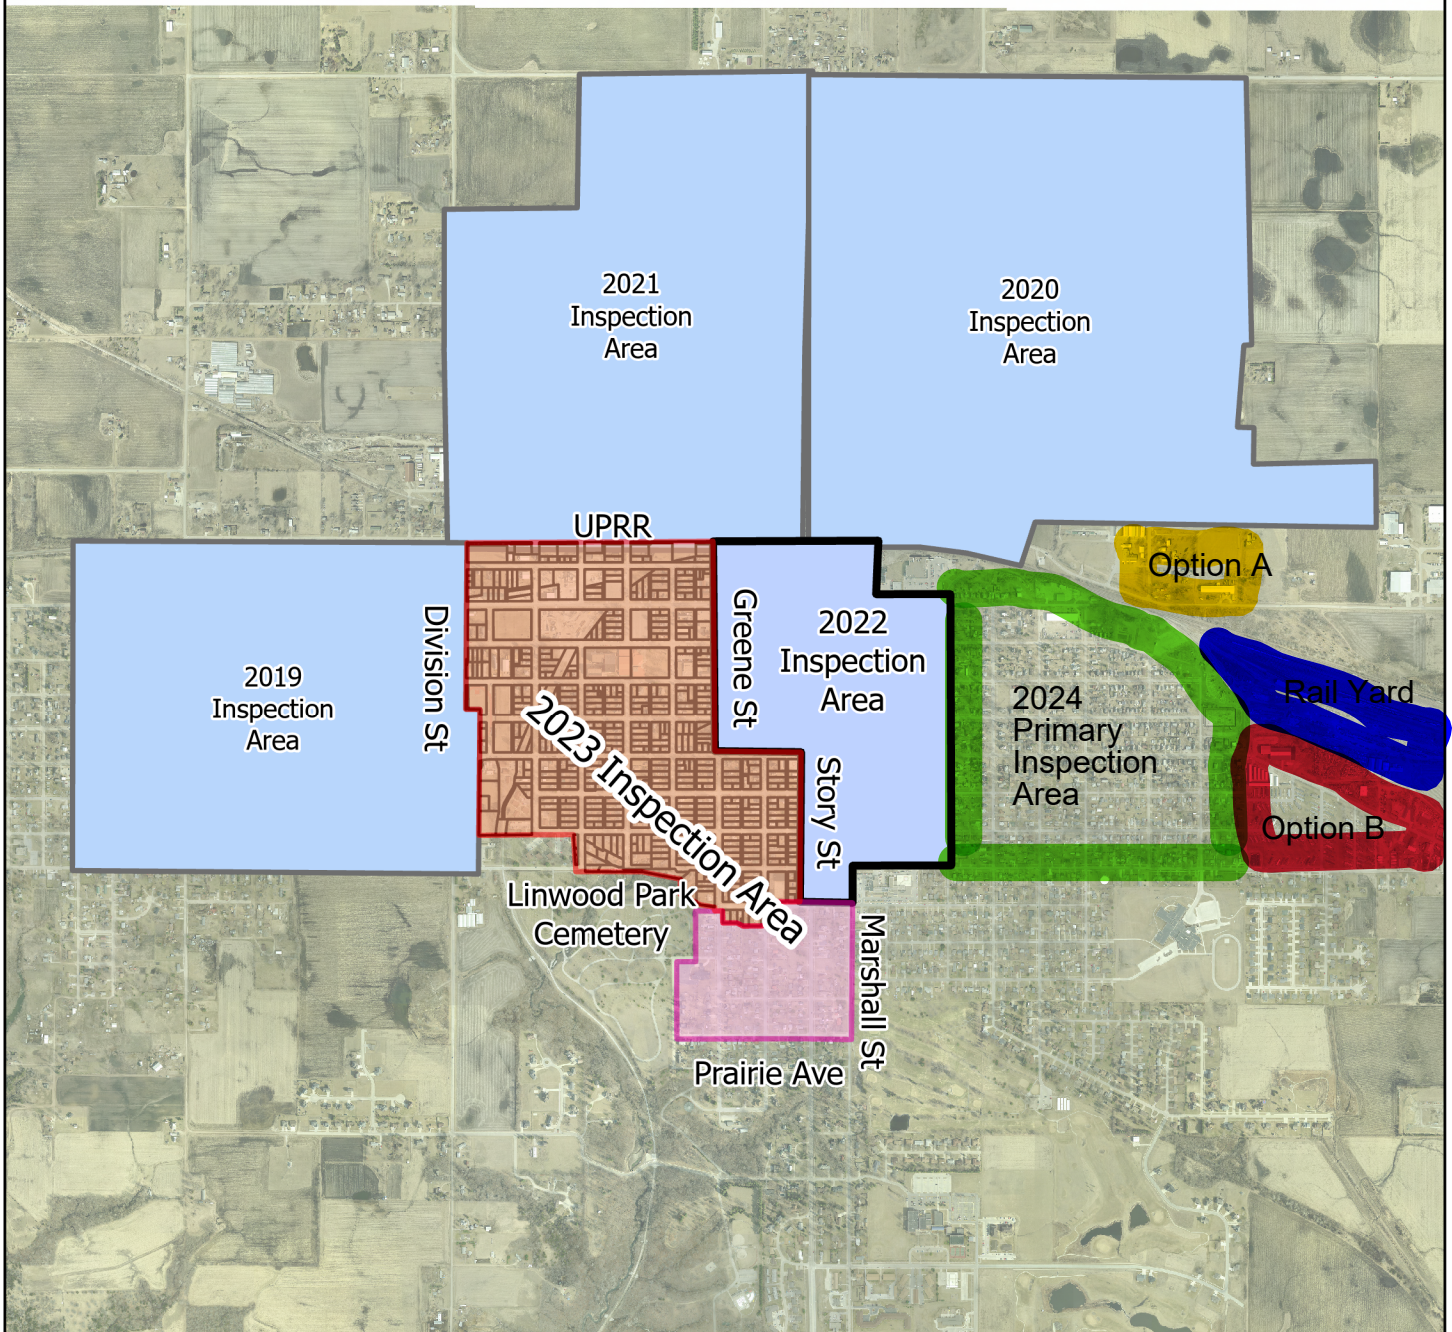 2021
Inspection
Area
2020
Inspection
Area
UPRR
Option A
Division St
Greene St
2022
Inspection
Area
2019
Inspection
Area
2023 Inspection Area
Story St
2024
Primary
Inspection
Area
Rail Yard
Option B
Linwood Park
Cemetery
Marshall St
Prairie Ave